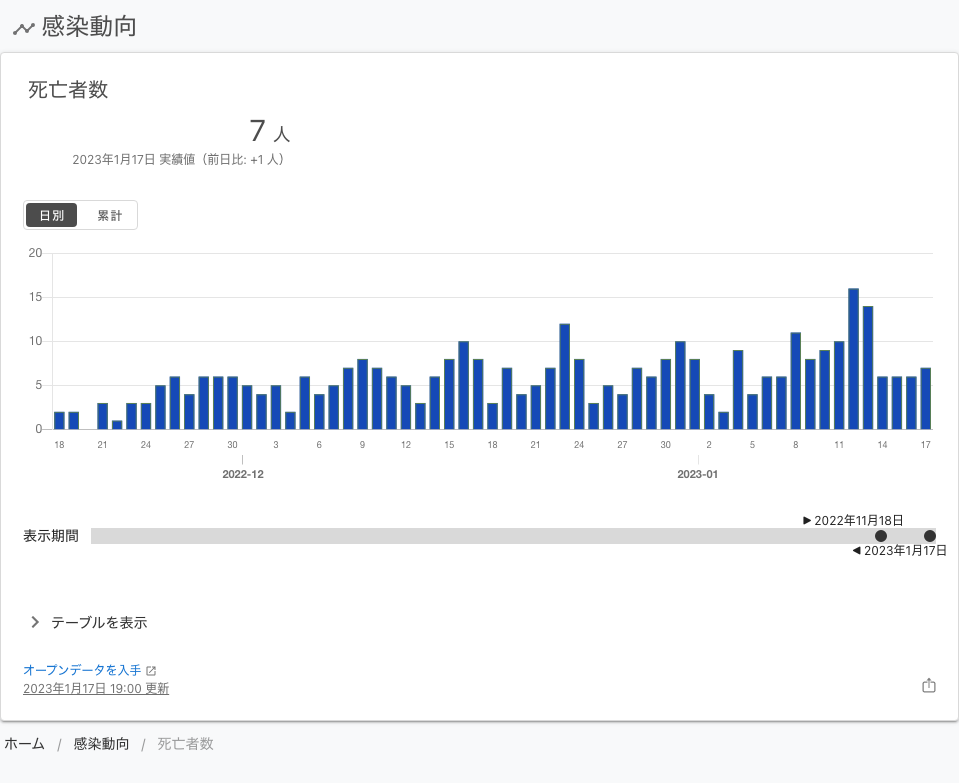 感染動向
死亡者数
7 人
2023年1月17日 実績値（前日比: +1 人）
日別 累計
20
15
10
5
0
18 21 24 27 30 3 6 9 12 15 18 21 24 27 30 2 5 8 11 14 17
2022-12 2023-01
▶ 2022年11月18日
表示期間
◀ 2023年1月17日
テーブルを表示
オープンデータを入手
2023年1月17日 19:00 更新
ホーム / 感染動向 / 死亡者数